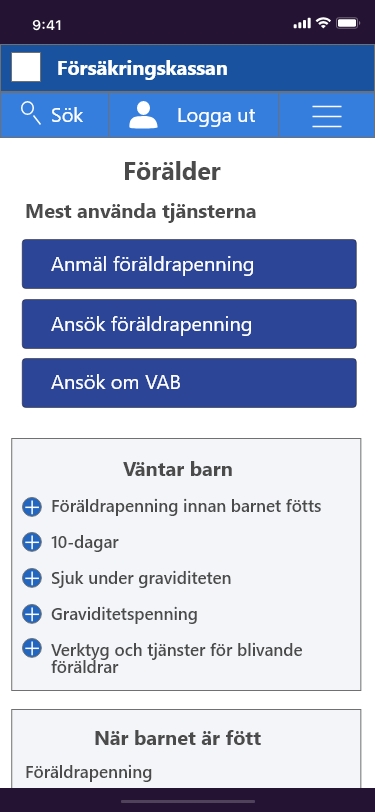 9:41
Försäkringskassan
Sök
Logga ut
Förälder
Mest använda tjänsterna
Anmäl föräldrapenning
Ansök föräldrapenning
Ansök om VAB
Väntar barn
Föräldrapenning innan barnet fötts
10-dagar
Sjuk under graviditeten
Graviditetspenning
Verktyg och tjänster för blivande
föräldrar
När barnet är fött
Föräldrapenning